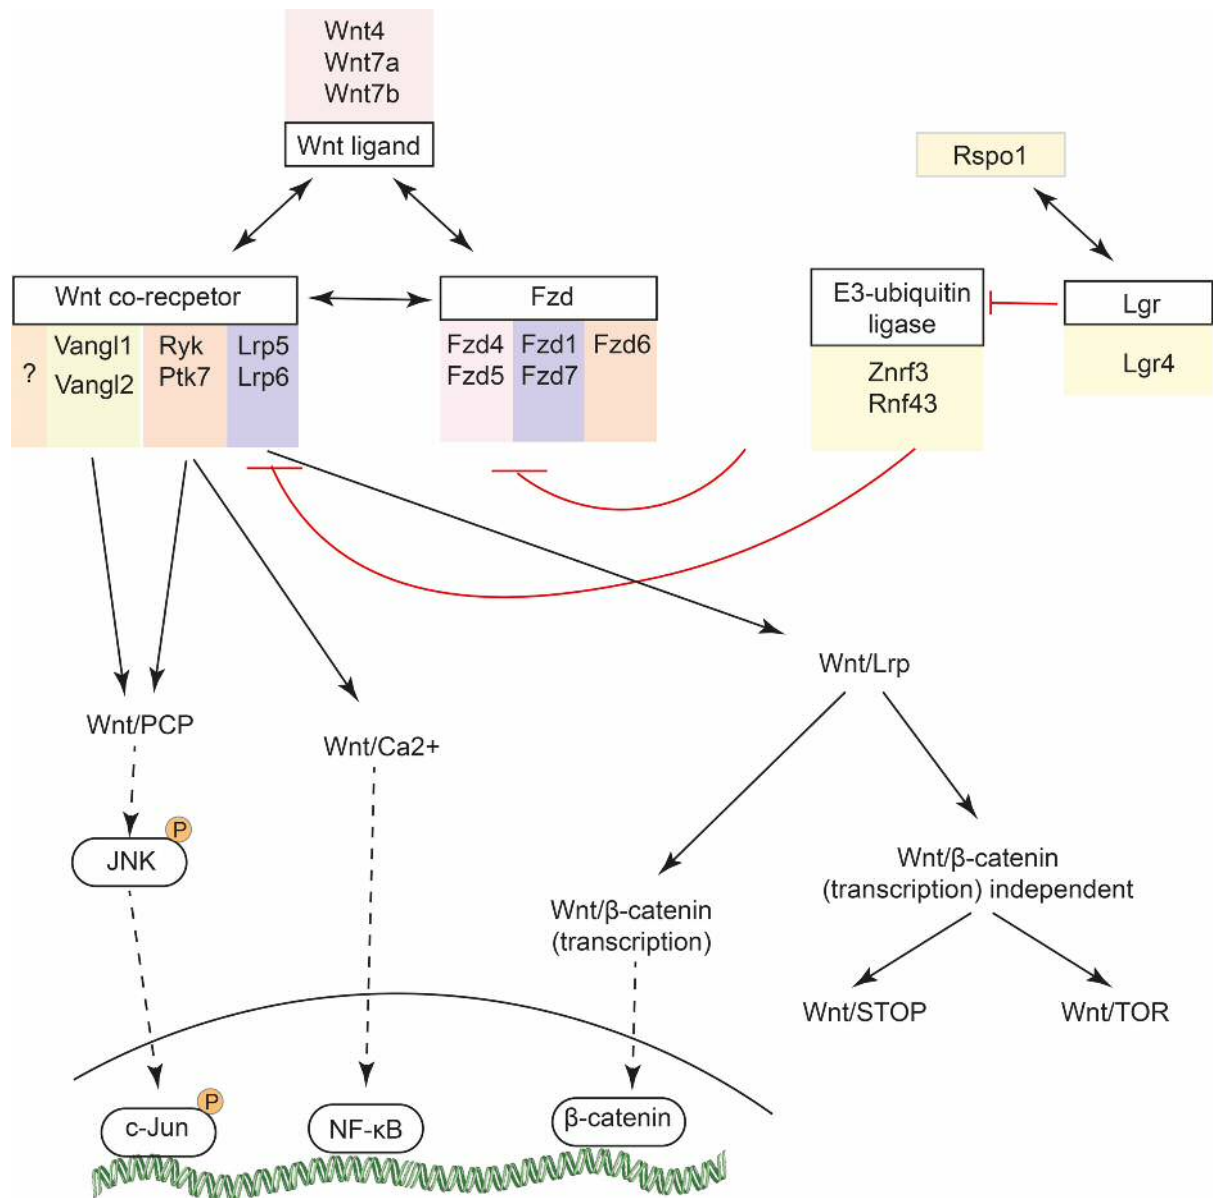 Wnt4
Wnt7a
Wnt7b
Wnt ligand
Rspo1
Wnt co-recpetor
Fzd
E3-ubiquitin
ligase
Lgr
?
Vangl1
Vangl2
Ryk
Ptk7
Lrp5
Lrp6
Fzd4
Fzd5
Fzd1
Fzd7
Fzd6
Znrf3
Rnf43
Lgr4
Wnt/Lrp
Wnt/PCP
Wnt/Ca2+
P
JNK
Wnt/β-catenin
(transcription) independent
Wnt/β-catenin
(transcription)
Wnt/STOP
Wnt/TOR
P
c-Jun
NF-κB
β-catenin